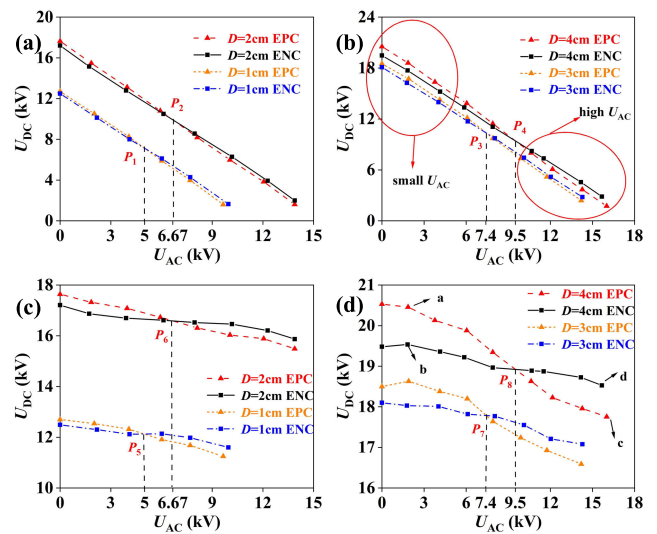 (a)
20
16
12
8
4
0
U_DC (kV)
D=2cm EPC
D=2cm ENC
D=1cm EPC
D=1cm ENC
P₂
P₁
0 3 5 6.67 9 12 15
U_AC (kV)
(b)
24
18
12
6
0
U_DC (kV)
D=4cm EPC
D=4cm ENC
D=3cm EPC
D=3cm ENC
P₄
high U_AC
P₃
small U_AC
0 3 6 7.4 9.5 12 15 18
U_AC (kV)
(c)
18
16
14
12
10
U_DC (kV)
P₆
D=2cm EPC
D=2cm ENC
D=1cm EPC
D=1cm ENC
P₅
0 3 5 6.67 9 12 15
U_AC (kV)
(d)
21
20
19
18
17
16
U_DC (kV)
a
D=4cm EPC
D=4cm ENC
D=3cm EPC
D=3cm ENC
b
P₈
d
P₇
c
0 3 6 7.4 9.5 12 15 18
U_AC (kV)